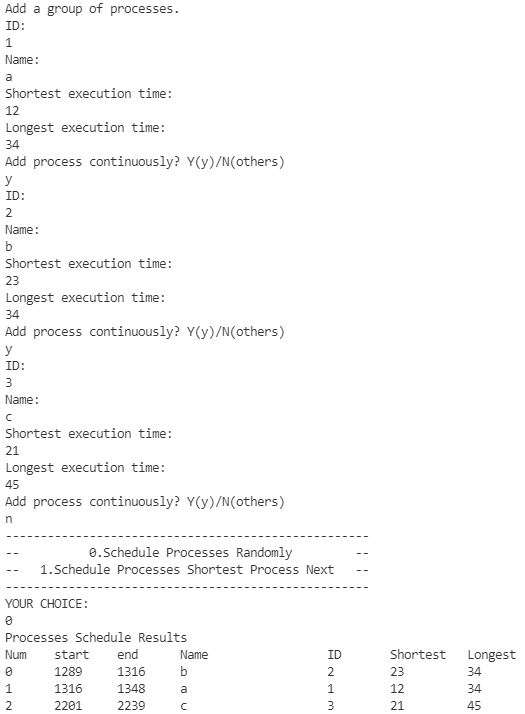 Add a group of processes.
ID:
1
Name:
a
Shortest execution time:
12
Longest execution time:
34
Add process continuously? Y(y)/N(others)
y
ID:
2
Name:
b
Shortest execution time:
23
Longest execution time:
34
Add process continuously? Y(y)/N(others)
y
ID:
3
Name:
c
Shortest execution time:
21
Longest execution time:
45
Add process continuously? Y(y)/N(others)
n
----------------------------------------------------
--          0.Schedule Processes Randomly         --
--   1.Schedule Processes Shortest Process Next   --
----------------------------------------------------
YOUR CHOICE:
0
Processes Schedule Results
Num    start    end      Name                 ID       Shortest   Longest
0      1289     1316     b                    2        23         34
1      1316     1348     a                    1        12         34
2      2201     2239     c                    3        21         45